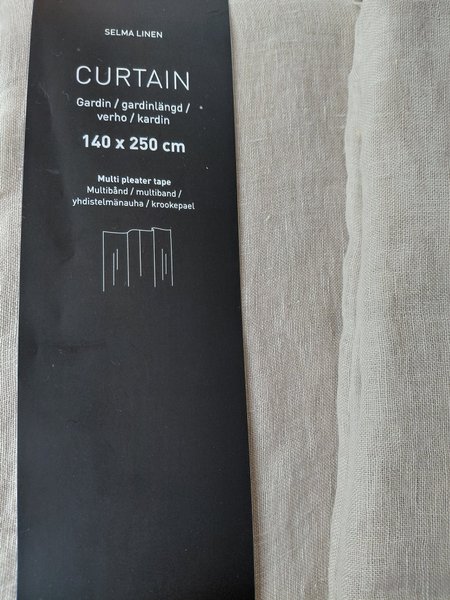 SELMA LINEN
CURTAIN
Gardin / gardinlängd /
verho / kardin
140 x 250 cm
Multi pleater tape
Multibånd / multiband /
yhdistelmänauha / krookepael